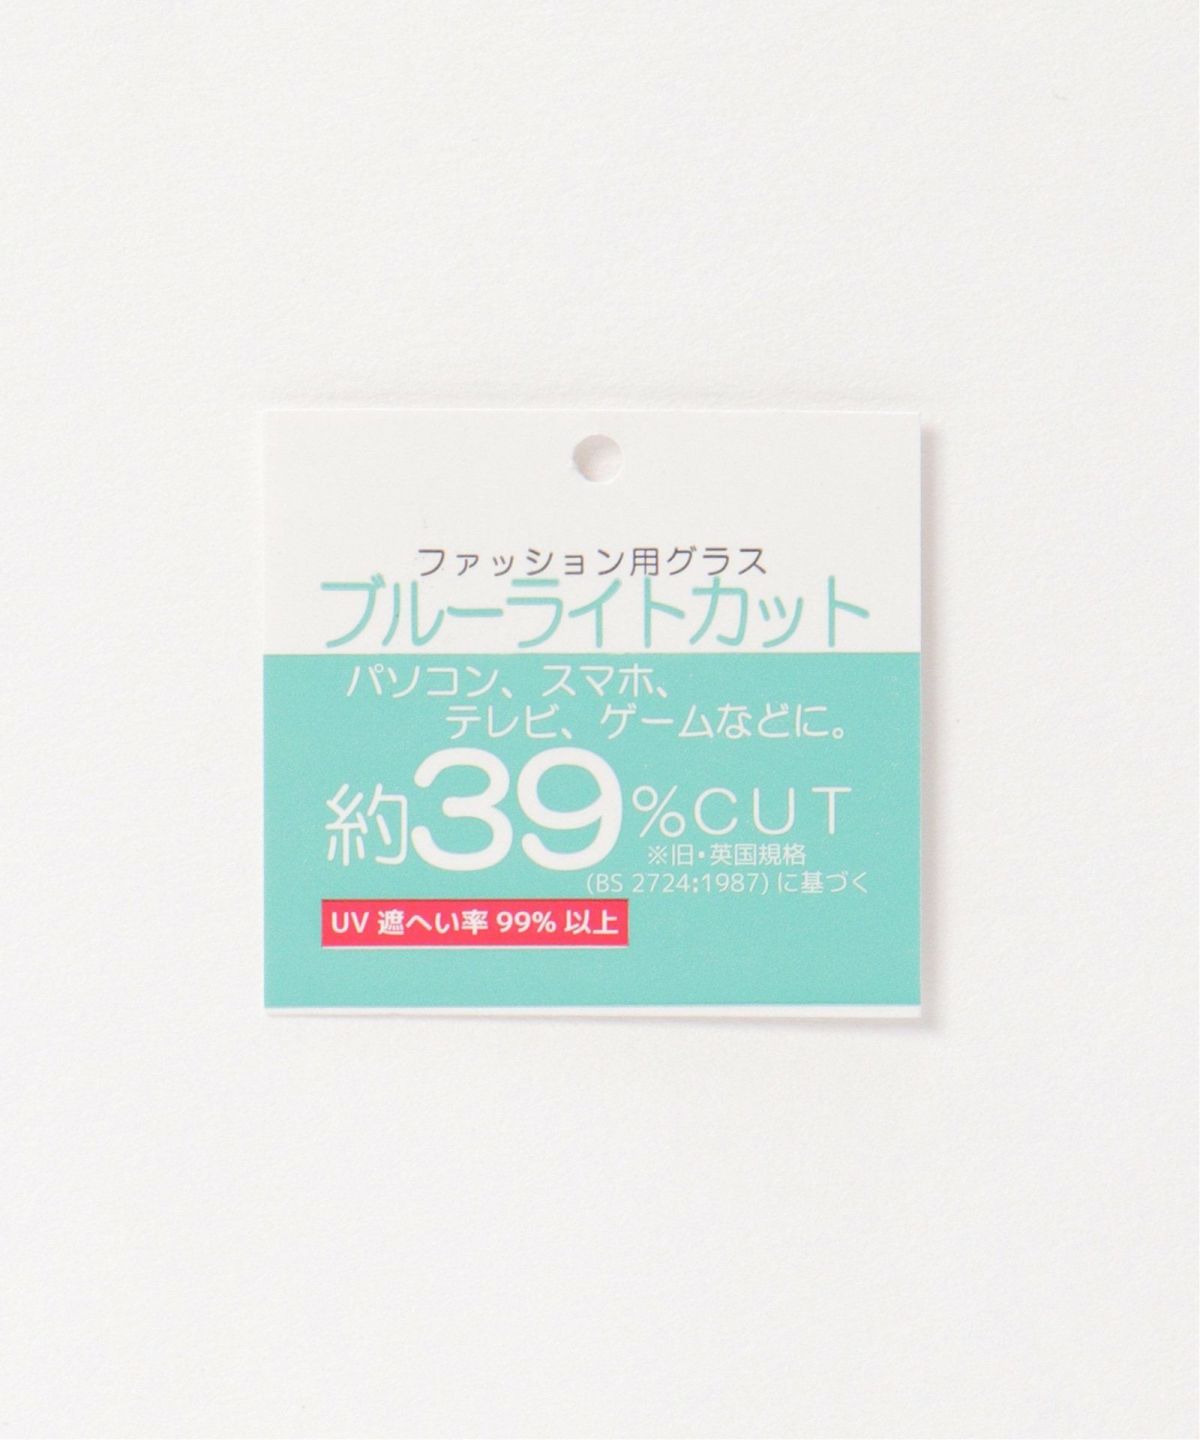 ファッション用グラス
ブルーライトカット
パソコン、スマホ、
テレビ、ゲームなどに。
約39%CUT
※旧・英国規格
(BS 2724:1987)に基づく
UV 遮へい率 99% 以上